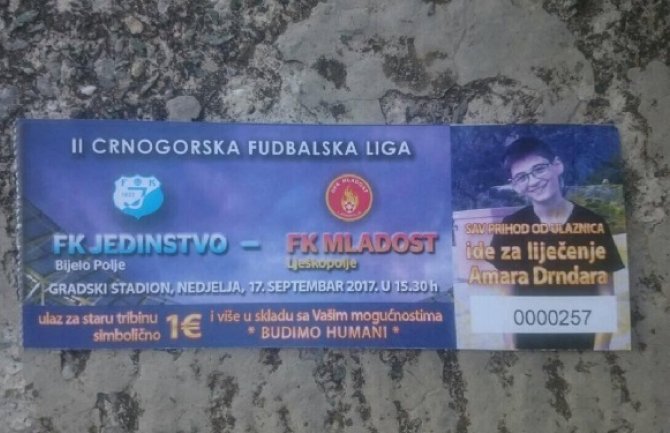 II CRNOGORSKA FUDBALSKA LIGA
F K
J
FK JEDINSTVO - FK MLADOST
Bijelo Polje Lješkopolje
GRADSKI STADION, NEDJELJA, 17. SEPTEMBAR 2017. U 15.30 h
ulaz za staru tribinu
simbolično 1€ i više u skladu sa Vašim mogućnostima
* BUDIMO HUMANI *
SAV PRIHOD OD ULAZNICA
ide za liječenje
Amara Drndara
0000257